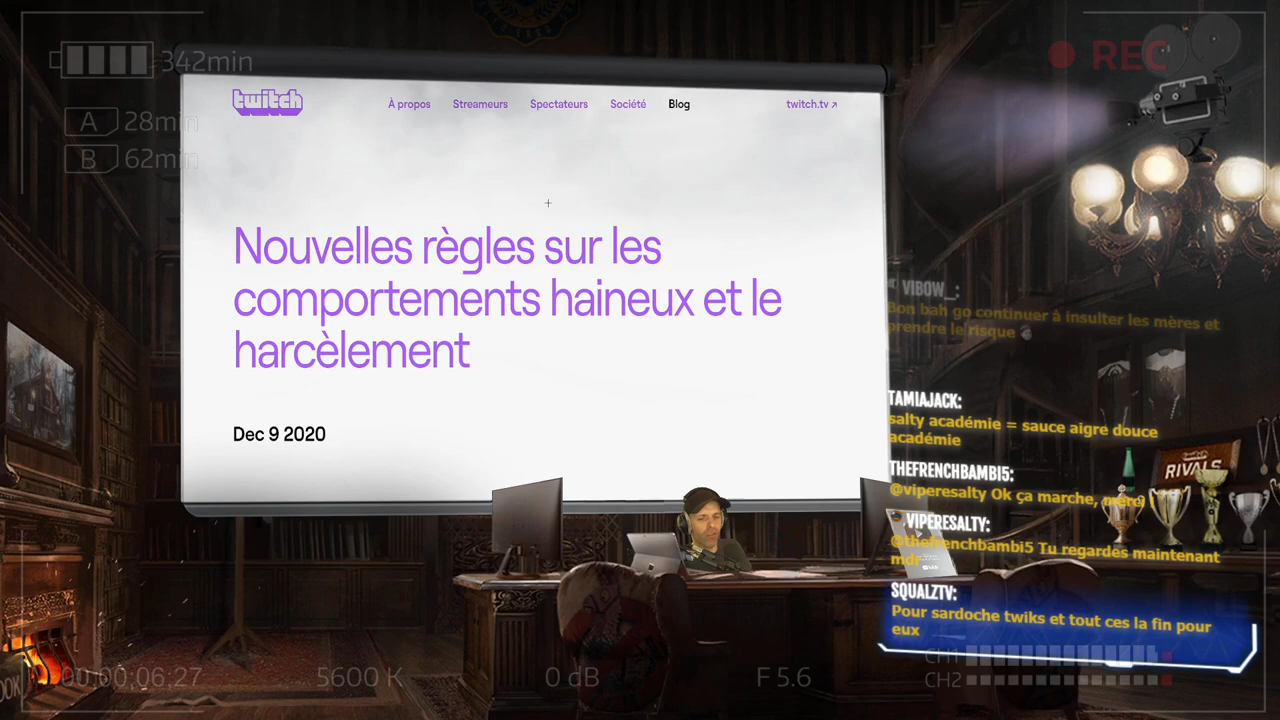 342min
A 28min
B 62min
REC
twitch
À propos Streameurs Spectateurs Société Blog twitch.tv ↗
Nouvelles règles sur les
comportements haineux et le
harcèlement
Dec 9 2020
VIBOW_:
Bon bah go continuer à insulter les mères et
prendre le risque
TAMIAJACK:
salty académie = sauce aigre douce
académie
THEFRENCHBAMBI5:
@viperesalty Ok ça marche, merci !
VIPERESALTY:
@thefrenchbambi5 Tu regardes maintenant
mdr
SQUALZTV:
Pour sardoche twiks et tout ces la fin pour
eux
RIVALS
00:00:06:27 5600 K 0 dB F 5.6
CH1
CH2